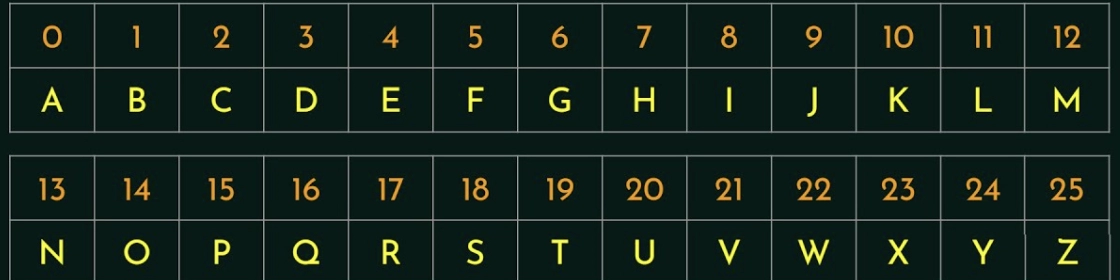 0 1 2 3 4 5 6 7 8 9 10 11 12
A B C D E F G H I J K L M
13 14 15 16 17 18 19 20 21 22 23 24 25
N O P Q R S T U V W X Y Z